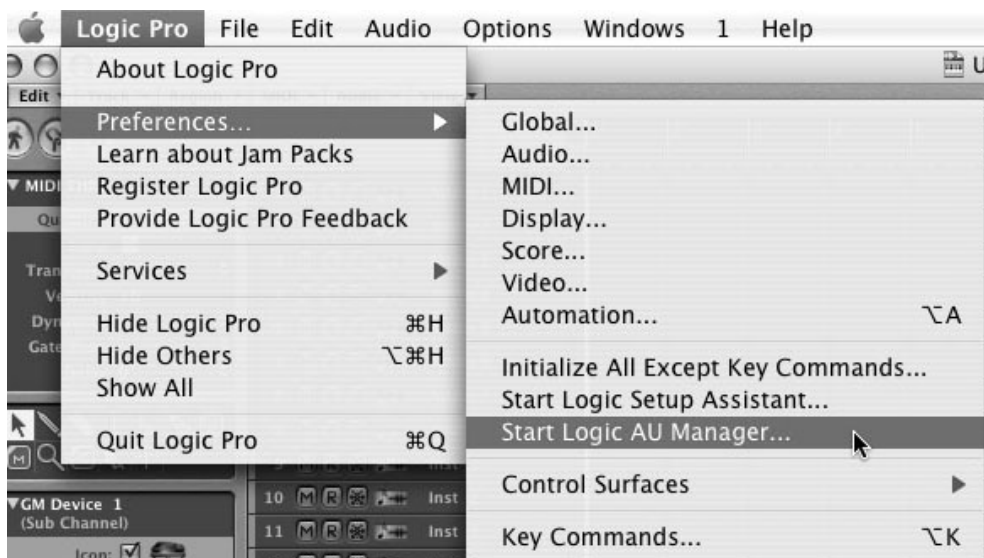 Logic Pro File Edit Audio Options Windows 1 Help
About Logic Pro
Preferences...
Learn about Jam Packs
Register Logic Pro
Provide Logic Pro Feedback
Services
Hide Logic Pro ⌘H
Hide Others ⌥⌘H
Show All
Quit Logic Pro ⌘Q
Global...
Audio...
MIDI...
Display...
Score...
Video...
Automation... ⌥A
Initialize All Except Key Commands...
Start Logic Setup Assistant...
Start Logic AU Manager...
Control Surfaces
Key Commands... ⌥K
U
Edit
MIDI
GM Device 1
(Sub Channel)
Icon:
10 M R Inst
11 M R Inst